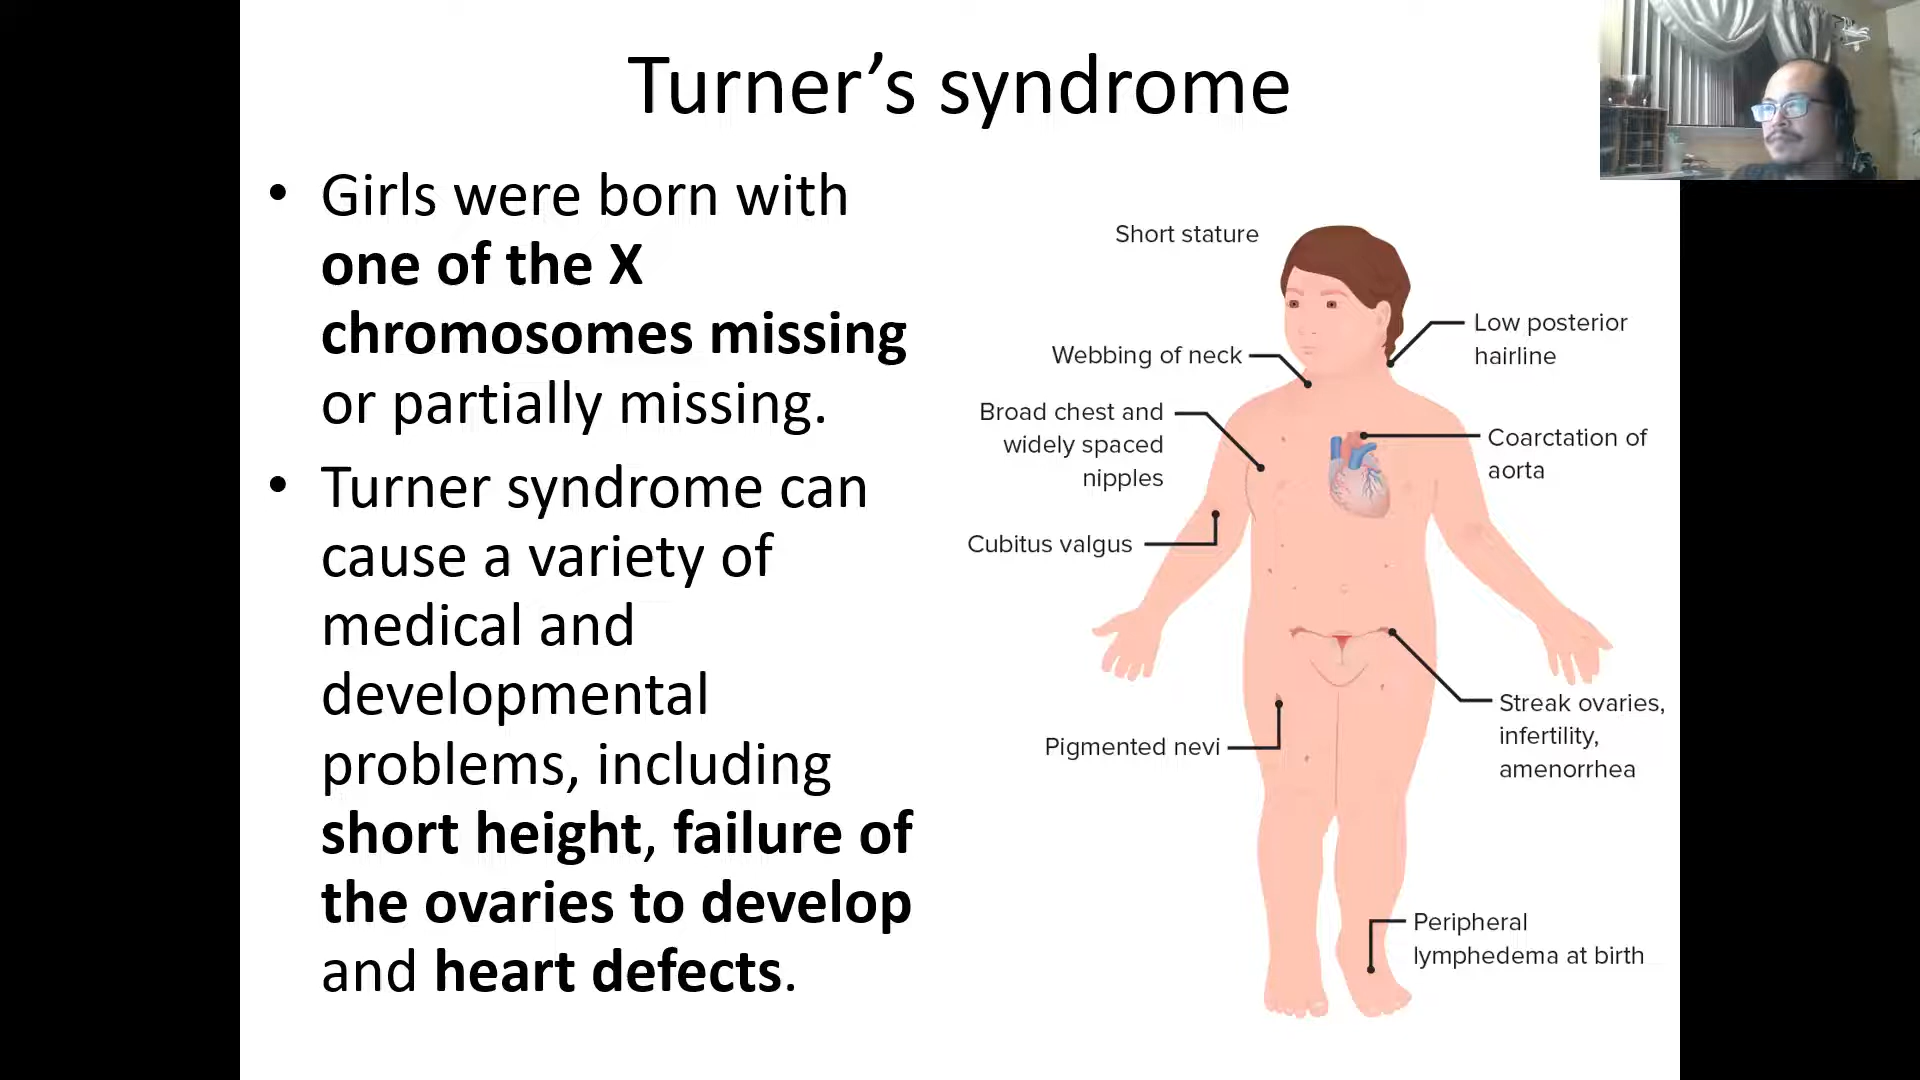 Turner’s syndrome
• Girls were born with
one of the X
chromosomes missing
or partially missing.
• Turner syndrome can
cause a variety of
medical and
developmental
problems, including
short height, failure of
the ovaries to develop
and heart defects.
Short stature
Low posterior
hairline
Webbing of neck
Broad chest and
widely spaced
nipples
Coarctation of
aorta
Cubitus valgus
Streak ovaries,
infertility,
amenorrhea
Pigmented nevi
Peripheral
lymphedema at birth